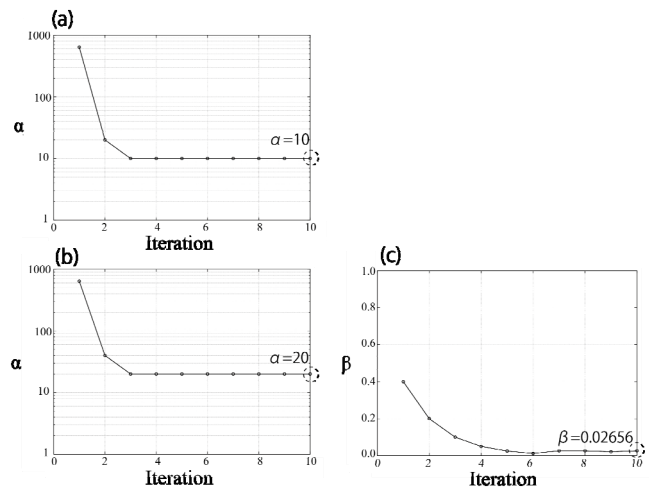 (a)
1000
100
α
10
α=10
1
0 2 4 6 8 10
Iteration
(b)
1000
100
α
10
α=20
1
0 2 4 6 8 10
Iteration
(c)
1.0
0.8
0.6
β
0.4
0.2
β=0.02656
0.0
0 2 4 6 8 10
Iteration